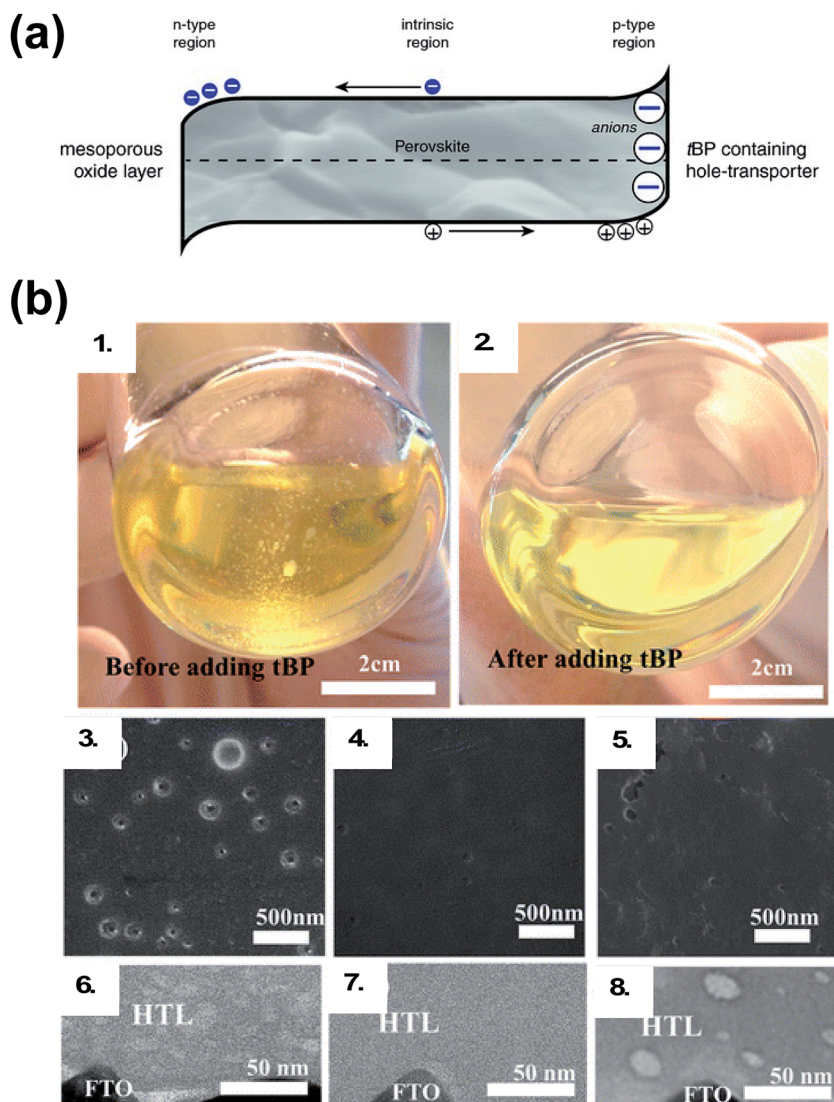 (a)
n-type
region
intrinsic
region
p-type
region
mesoporous
oxide layer
Perovskite
anions
tBP containing
hole-transporter
(b)
1.
Before adding tBP
2cm
2.
After adding tBP
2cm
3.
500nm
4.
500nm
5.
500nm
6.
HTL
FTO
50 nm
7.
HTL
FTO
50 nm
8.
HTL
FTO
50 nm